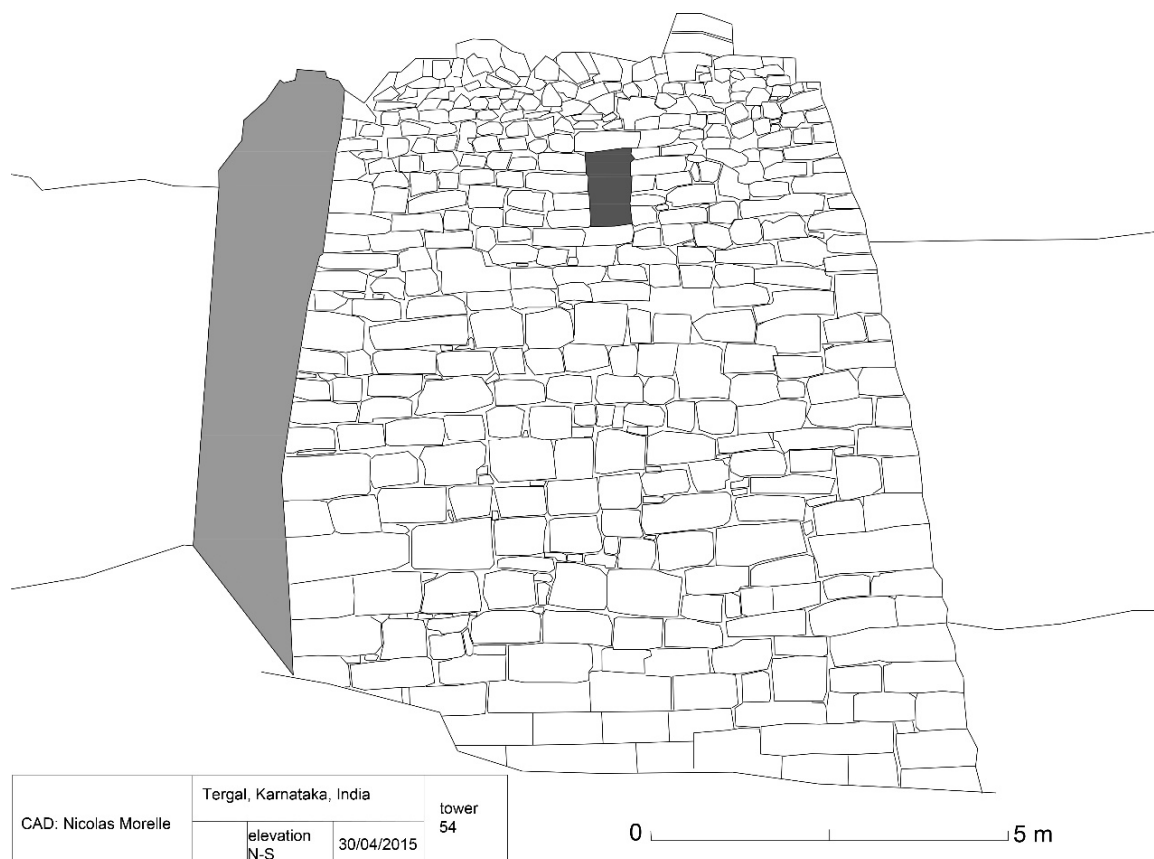 CAD: Nicolas Morelle
Tergal, Karnataka, India
elevation
N-S
30/04/2015
tower
54
0
5 m